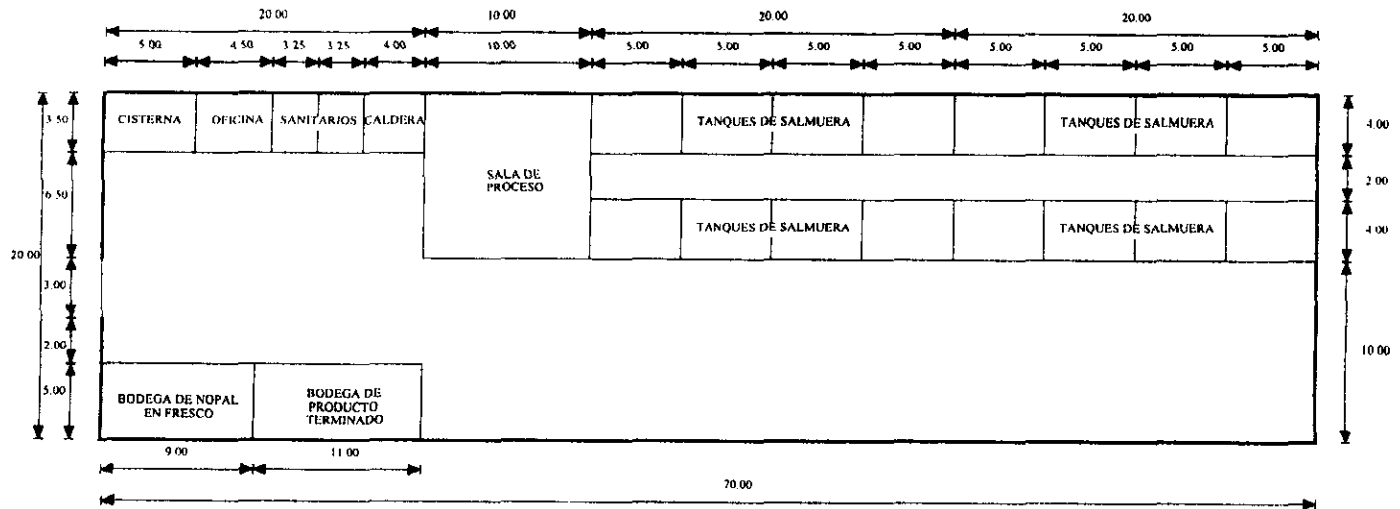 20 00
10 00
20.00
20 00
5 00
4.50
3 25
3.25
4 00
10.00
5.00
5.00
5 00
5.00
5 00
5.00
5 00
5.00
CISTERNA
OFICINA
SANITARIOS
CALDERA
TANQUES DE SALMUERA
TANQUES DE SALMUERA
3 50
4.00
SALA DE
PROCESO
6 50
2 00
TANQUES DE SALMUERA
TANQUES DE SALMUERA
4 00
20 00
3.00
2.00
10 00
5.00
BODEGA DE NOPAL
EN FRESCO
BODEGA DE
PRODUCTO
TERMINADO
9 00
11 00
70.00